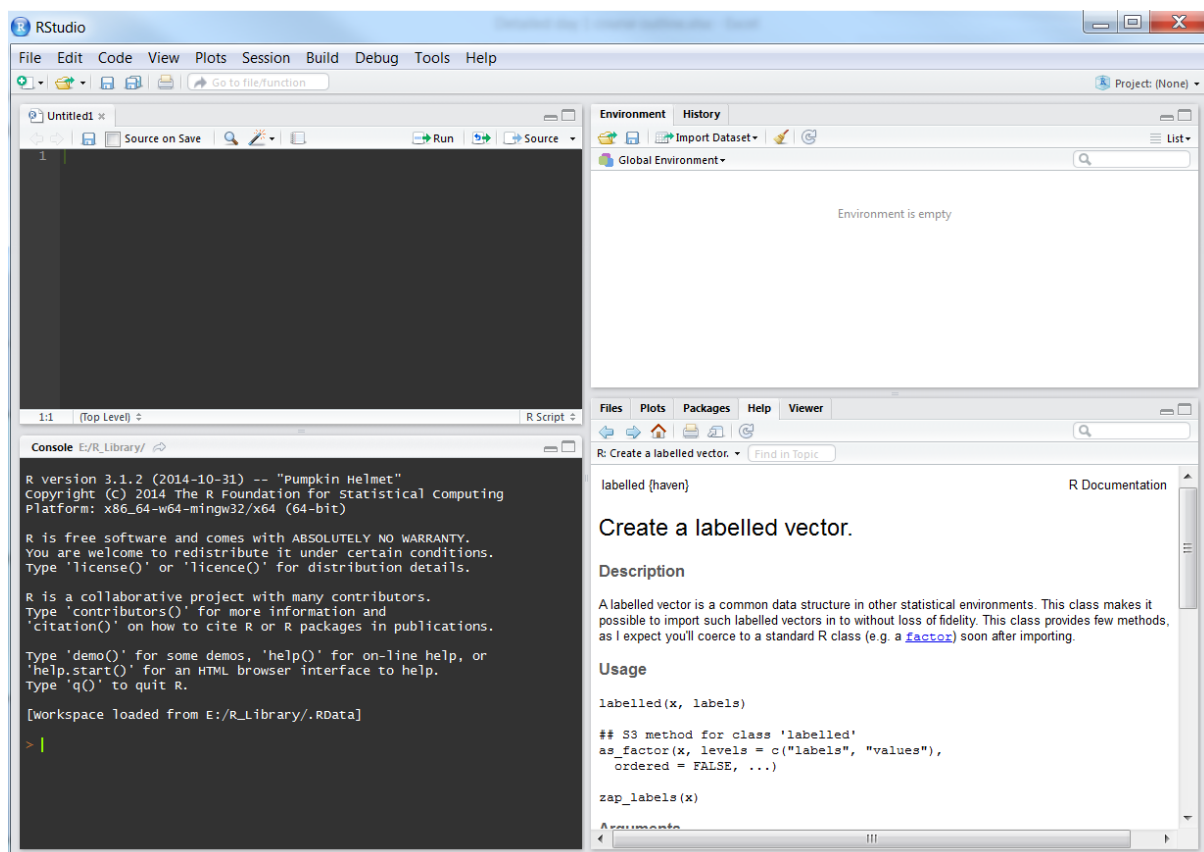 RStudio
File Edit Code View Plots Session Build Debug Tools Help
Go to file/function
Project: (None)
Untitled1
Source on Save Run Source
1
1:1 (Top Level) R Script
Console E:/R_Library/
R version 3.1.2 (2014-10-31) -- "Pumpkin Helmet"
Copyright (C) 2014 The R Foundation for Statistical Computing
Platform: x86_64-w64-mingw32/x64 (64-bit)
R is free software and comes with ABSOLUTELY NO WARRANTY.
You are welcome to redistribute it under certain conditions.
Type 'license()' or 'licence()' for distribution details.
R is a collaborative project with many contributors.
Type 'contributors()' for more information and
'citation()' on how to cite R or R packages in publications.
Type 'demo()' for some demos, 'help()' for on-line help, or
'help.start()' for an HTML browser interface to help.
Type 'q()' to quit R.
[Workspace loaded from E:/R_Library/.RData]
>
Environment History
Import Dataset List
Global Environment
Environment is empty
Files Plots Packages Help Viewer
R: Create a labelled vector. Find in Topic
labelled {haven} R Documentation
Create a labelled vector.
Description
A labelled vector is a common data structure in other statistical environments. This class makes it
possible to import such labelled vectors in to without loss of fidelity. This class provides few methods,
as I expect you'll coerce to a standard R class (e.g. a factor) soon after importing.
Usage
labelled(x, labels)
## S3 method for class 'labelled'
as_factor(x, levels = c("labels", "values"),
ordered = FALSE, ...)
zap_labels(x)
Arguments